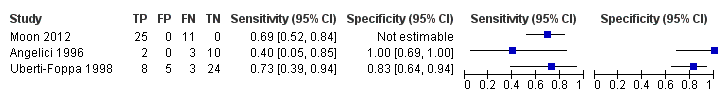 Study TP FP FN TN Sensitivity (95% CI) Specificity (95% CI) Sensitivity (95% CI) Specificity (95% CI)
Moon 2012 25 0 11 0 0.69 [0.52, 0.84] Not estimable
Angelici 1996 2 0 3 10 0.40 [0.05, 0.85] 1.00 [0.69, 1.00]
Uberti-Foppa 1998 8 5 3 24 0.73 [0.39, 0.94] 0.83 [0.64, 0.94]
0 0.2 0.4 0.6 0.8 1 0 0.2 0.4 0.6 0.8 1